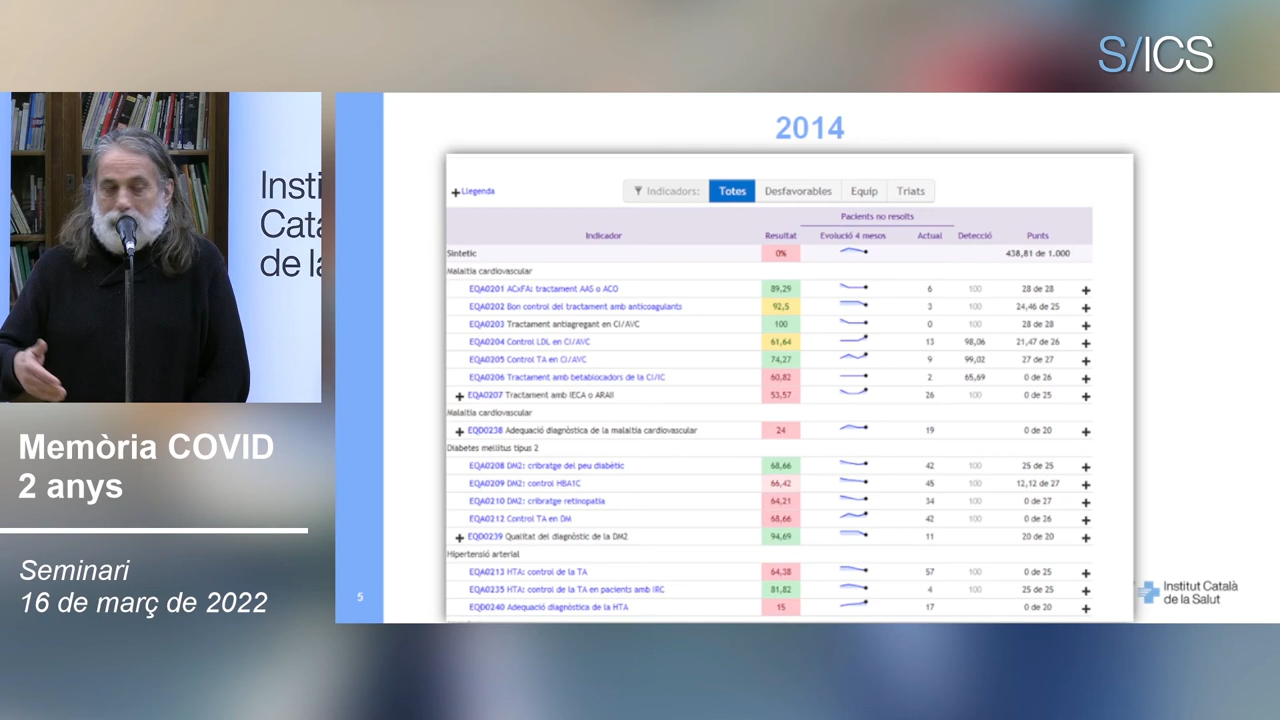 S/ICS
Insti
Cata
de la
Memòria COVID
2 anys
Seminari
16 de març de 2022
2014
Llegenda
Indicadors: Totes Desfavorables Equip Triats
Pacients no resolts
Indicador Resultat Evolució 4 mesos Actual Detecció Punts
Sintetic 0% 438,81 de 1.000
Malaltia cardiovascular
EQA0201 ACxFA: tractament AAS o ACO 89,29 6 100 28 de 28
EQA0202 Bon control del tractament amb anticoagulants 92,5 3 100 24,46 de 25
EQA0203 Tractament antiagregant en CI/AVC 100 0 100 28 de 28
EQA0204 Control LDL en CI/AVC 61,64 13 98,06 21,47 de 26
EQA0205 Control TA en CI/AVC 74,27 9 99,02 27 de 27
EQA0206 Tractament amb betablocadors de la CI/IC 60,82 2 65,69 0 de 26
EQA0207 Tractament amb IECA o ARAII 53,57 26 100 0 de 25
Malaltia cardiovascular
EQD0238 Adequació diagnòstica de la malaltia cardiovascular 24 19 0 de 20
Diabetes mellitus tipus 2
EQA0208 DM2: cribratge del peu diabètic 68,66 42 100 25 de 25
EQA0209 DM2: control HBA1C 66,42 45 100 12,12 de 27
EQA0210 DM2: cribratge retinopatia 64,21 34 100 0 de 27
EQA0212 Control TA en DM 68,66 42 100 0 de 26
EQD0239 Qualitat del diagnòstic de la DM2 94,69 11 20 de 20
Hipertensió arterial
EQA0213 HTA: control de la TA 64,38 57 100 0 de 25
EQA0235 HTA: control de la TA en pacients amb IRC 81,82 4 100 25 de 25
EQD0240 Adequació diagnòstica de la HTA 15 17 0 de 20
5
Institut Català
de la Salut